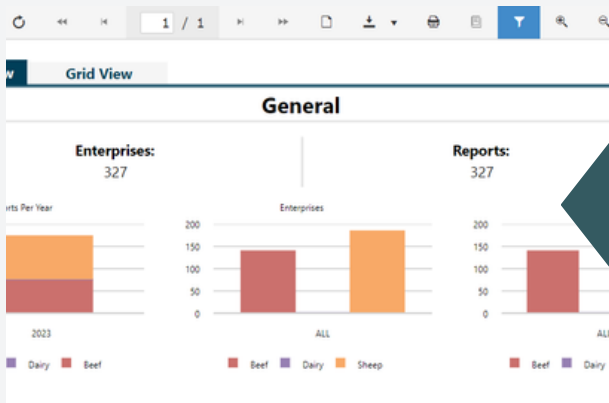 1 / 1
w Grid View
General
Enterprises: Reports:
327 327
rts Per Year Enterprises
200 200
150 150
100 100
50 50
0 0
2023 ALL ALL
Dairy Beef Beef Dairy Sheep Beef Dairy